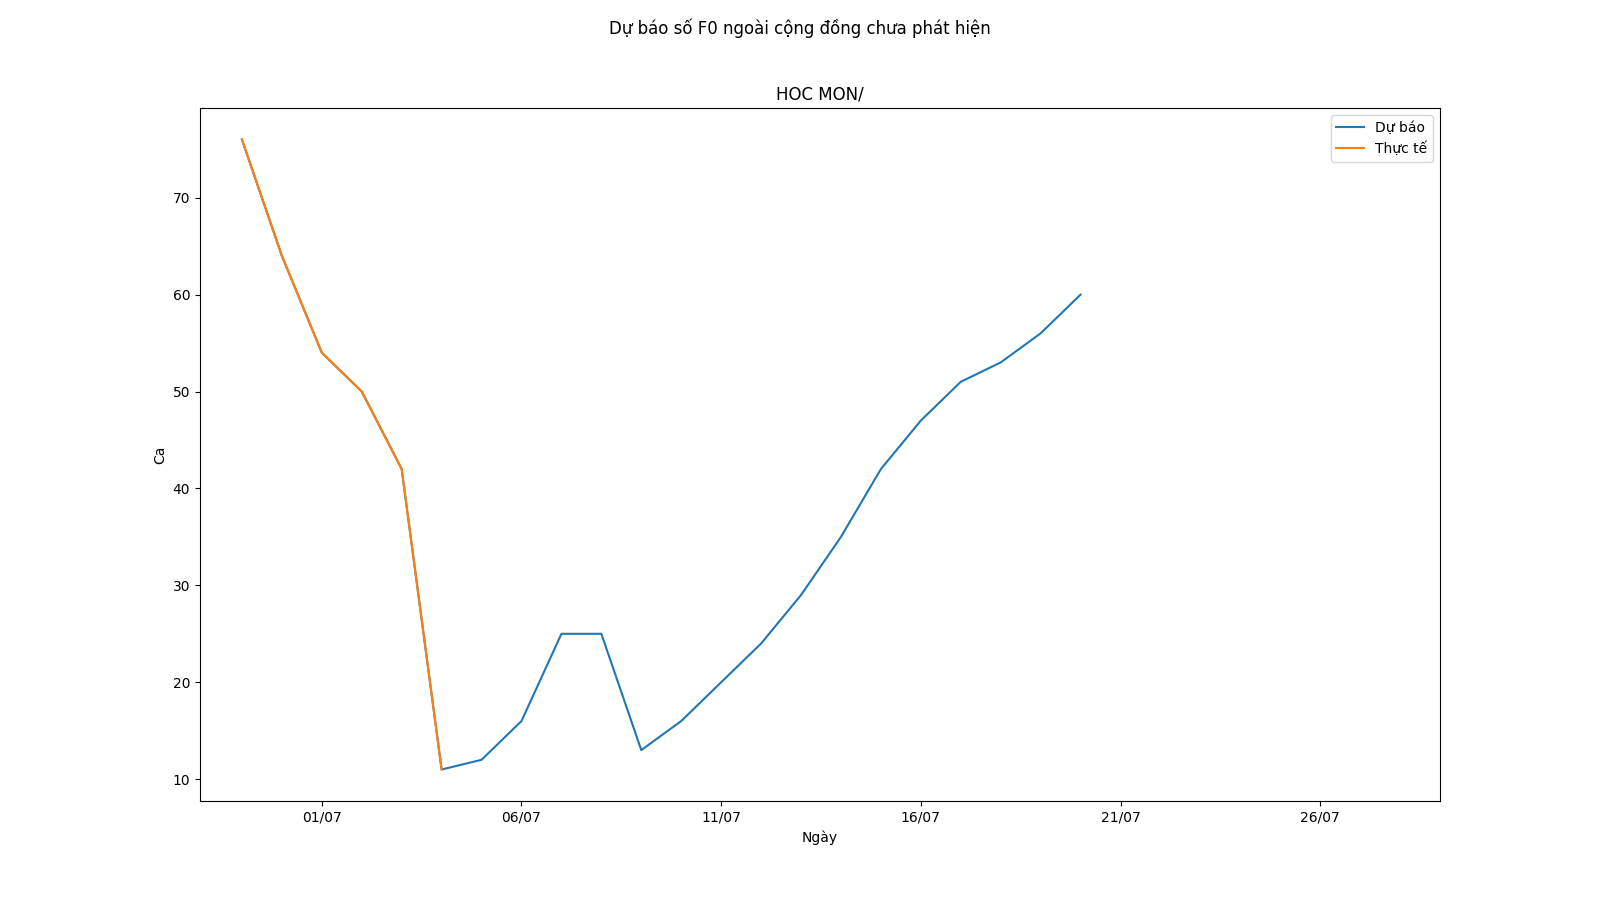 Dự báo số F0 ngoài cộng đồng chưa phát hiện
HOC MON/
Dự báo
Thực tế
70
60
50
40
30
20
10
Ca
01/07 06/07 11/07 16/07 21/07 26/07
Ngày